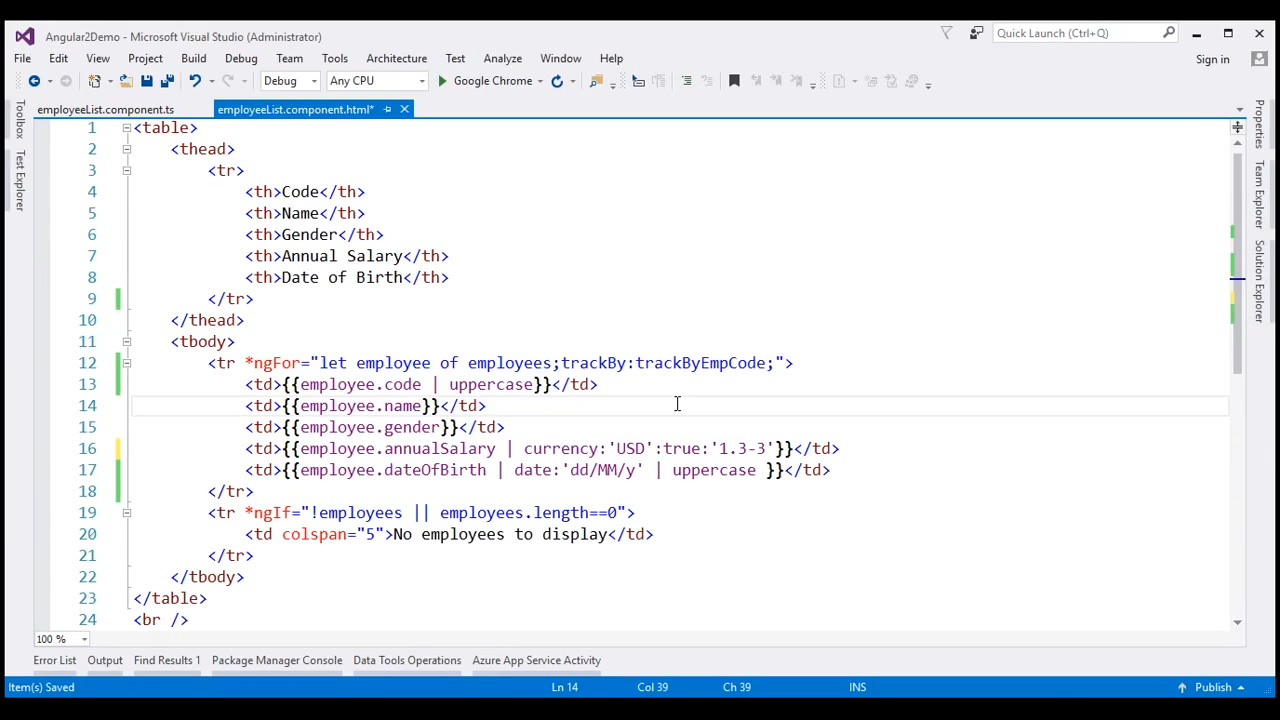 Angular2Demo - Microsoft Visual Studio (Administrator)
Quick Launch (Ctrl+Q)
File Edit View Project Build Debug Team Test Tools Architecture Test Analyze Window Help
Sign in
Debug Any CPU Google Chrome
employeeList.component.ts employeeList.component.html*
Toolbox
Test Explorer
1 <table>
2 <thead>
3 <tr>
4 <th>Code</th>
5 <th>Name</th>
6 <th>Gender</th>
7 <th>Annual Salary</th>
8 <th>Date of Birth</th>
9 </tr>
10 </thead>
11 <tbody>
12 <tr *ngFor="let employee of employees;trackBy:trackByEmpCode;">
13 <td>{{employee.code | uppercase}}</td>
14 <td>{{employee.name}}</td>
15 <td>{{employee.gender}}</td>
16 <td>{{employee.annualSalary | currency:'USD':true:'1.3-3'}}</td>
17 <td>{{employee.dateOfBirth | date:'dd/MM/y' | uppercase }}</td>
18 </tr>
19 <tr *ngIf="!employees || employees.length==0">
20 <td colspan="5">No employees to display</td>
21 </tr>
22 </tbody>
23 </table>
24 <br />
Properties
Team Explorer
Solution Explorer
100 %
Error List Output Find Results 1 Package Manager Console Data Tools Operations Azure App Service Activity
Item(s) Saved Ln 14 Col 39 Ch 39 INS Publish